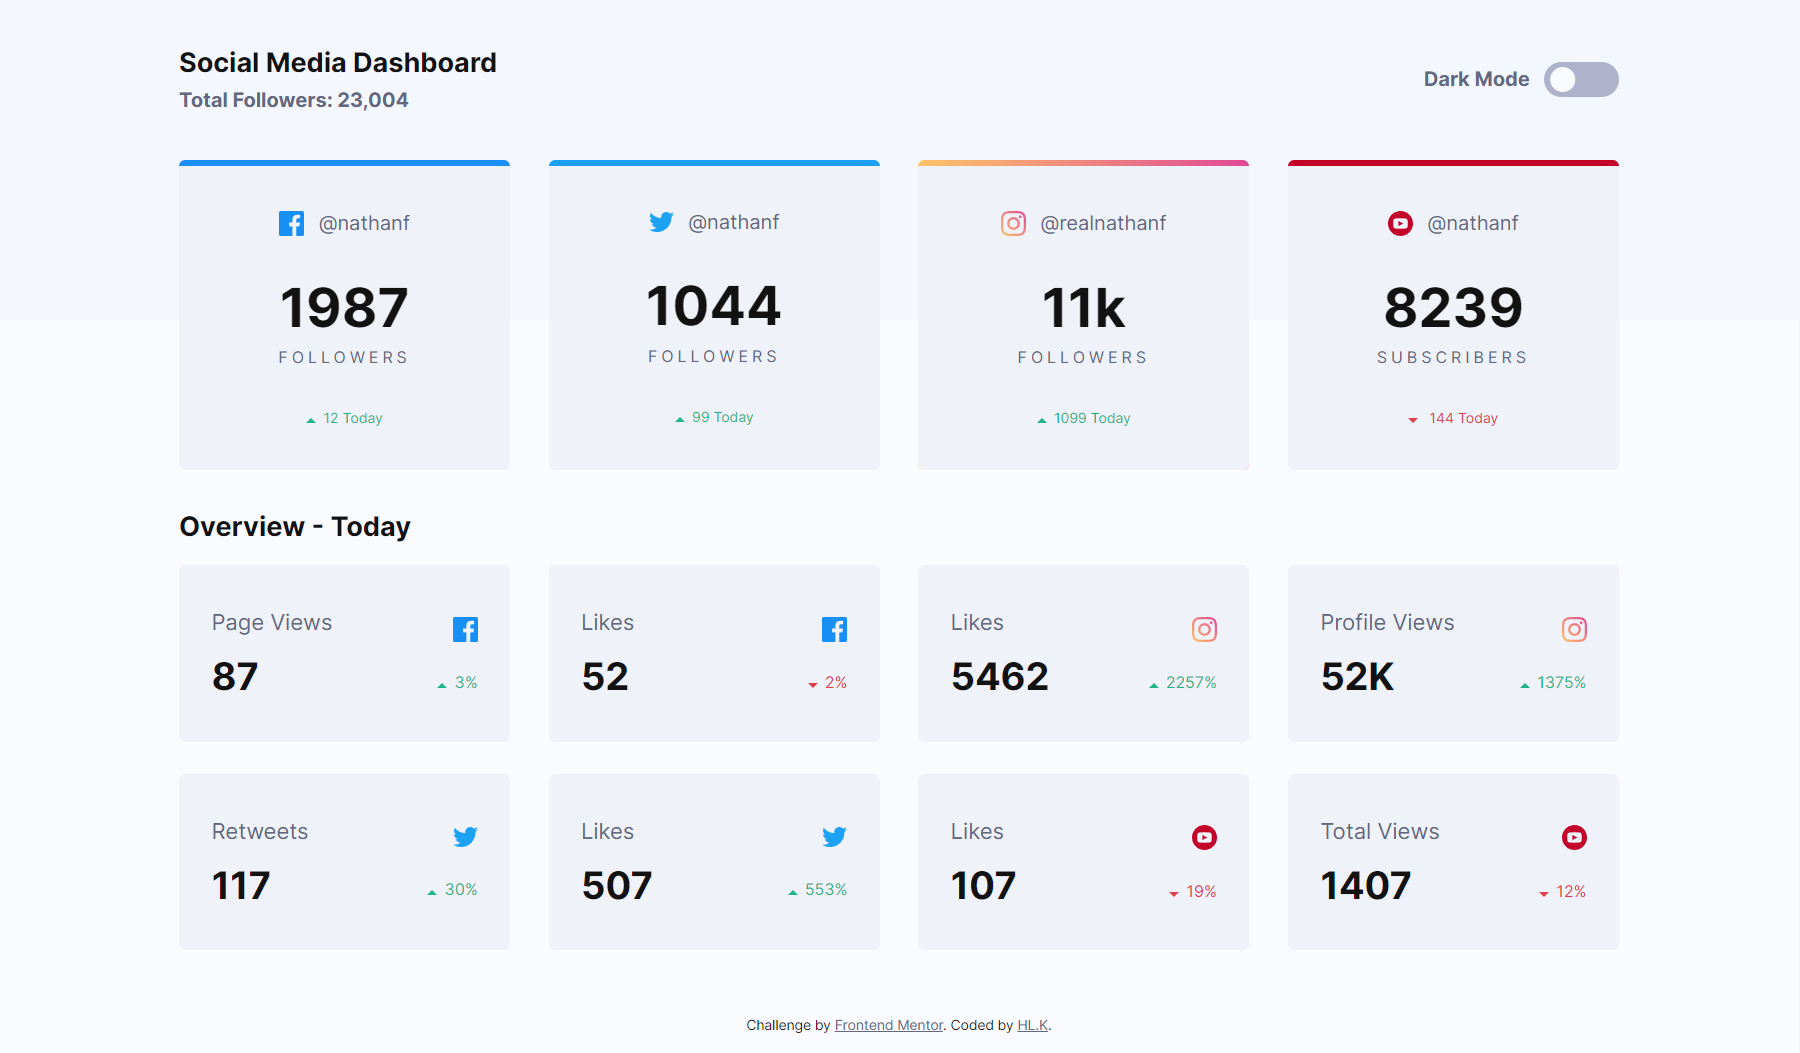 Social Media Dashboard
Total Followers: 23,004
Dark Mode
@nathanf
1987
FOLLOWERS
12 Today
@nathanf
1044
FOLLOWERS
99 Today
@realnathanf
11k
FOLLOWERS
1099 Today
@nathanf
8239
SUBSCRIBERS
144 Today
Overview - Today
Page Views
87
3%
Likes
52
2%
Likes
5462
2257%
Profile Views
52K
1375%
Retweets
117
30%
Likes
507
553%
Likes
107
19%
Total Views
1407
12%
Challenge by Frontend Mentor. Coded by HL.K.